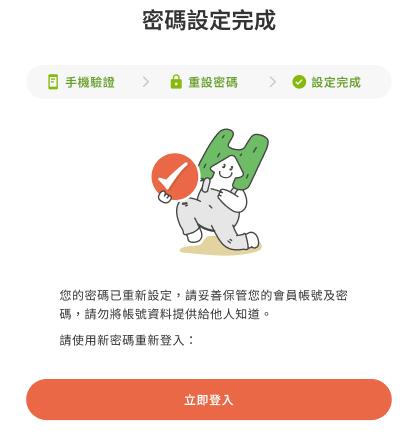 密碼設定完成
手機驗證
重設密碼
設定完成
您的密碼已重新設定，請妥善保管您的會員帳號及密
碼，請勿將帳號資料提供給他人知道。
請使用新密碼重新登入：
立即登入